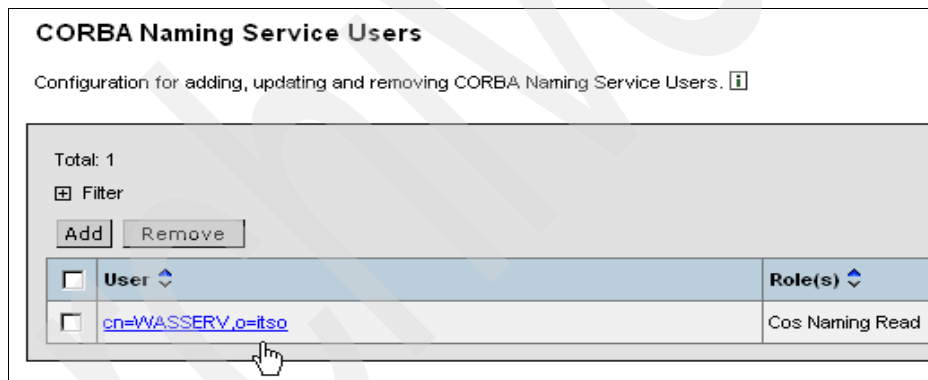 CORBA Naming Service Users
Configuration for adding, updating and removing CORBA Naming Service Users. i
Total: 1
Filter
Add Remove
User Role(s)
cn=WASSERV,o=itso Cos Naming Read